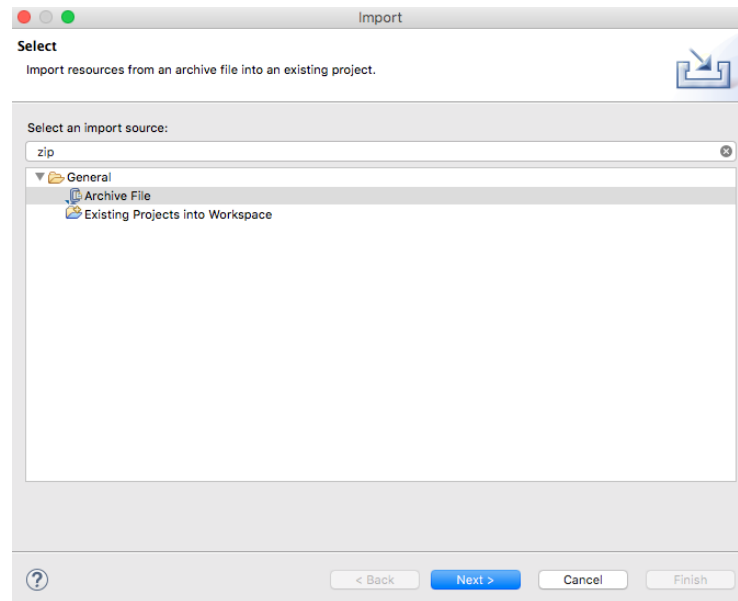 Import
Select
Import resources from an archive file into an existing project.
Select an import source:
zip
General
Archive File
Existing Projects into Workspace
?
< Back Next > Cancel Finish